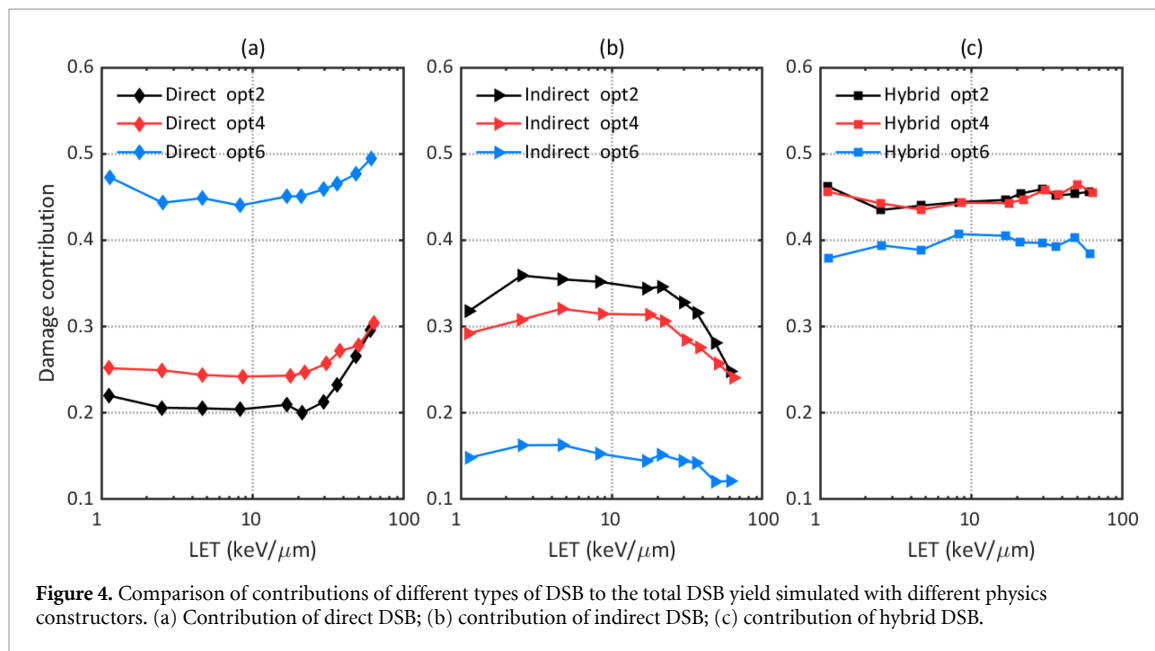 (a)
0.6
Direct opt2
Direct opt4
Direct opt6
0.5
0.4
0.3
0.2
0.1
Damage contribution
1
10
100
LET (keV/μm)
(b)
0.6
Indirect opt2
Indirect opt4
Indirect opt6
0.5
0.4
0.3
0.2
0.1
1
10
100
LET (keV/μm)
(c)
0.6
Hybrid opt2
Hybrid opt4
Hybrid opt6
0.5
0.4
0.3
0.2
0.1
1
10
100
LET (keV/μm)
Figure 4. Comparison of contributions of different types of DSB to the total DSB yield simulated with different physics
constructors. (a) Contribution of direct DSB; (b) contribution of indirect DSB; (c) contribution of hybrid DSB.